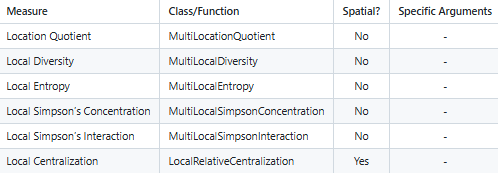 Measure Class/Function Spatial? Specific Arguments
Location Quotient MultiLocationQuotient No -
Local Diversity MultiLocalDiversity No -
Local Entropy MultiLocalEntropy No -
Local Simpson's Concentration MultiLocalSimpsonConcentration No -
Local Simpson's Interaction MultiLocalSimpsonInteraction No -
Local Centralization LocalRelativeCentralization Yes -